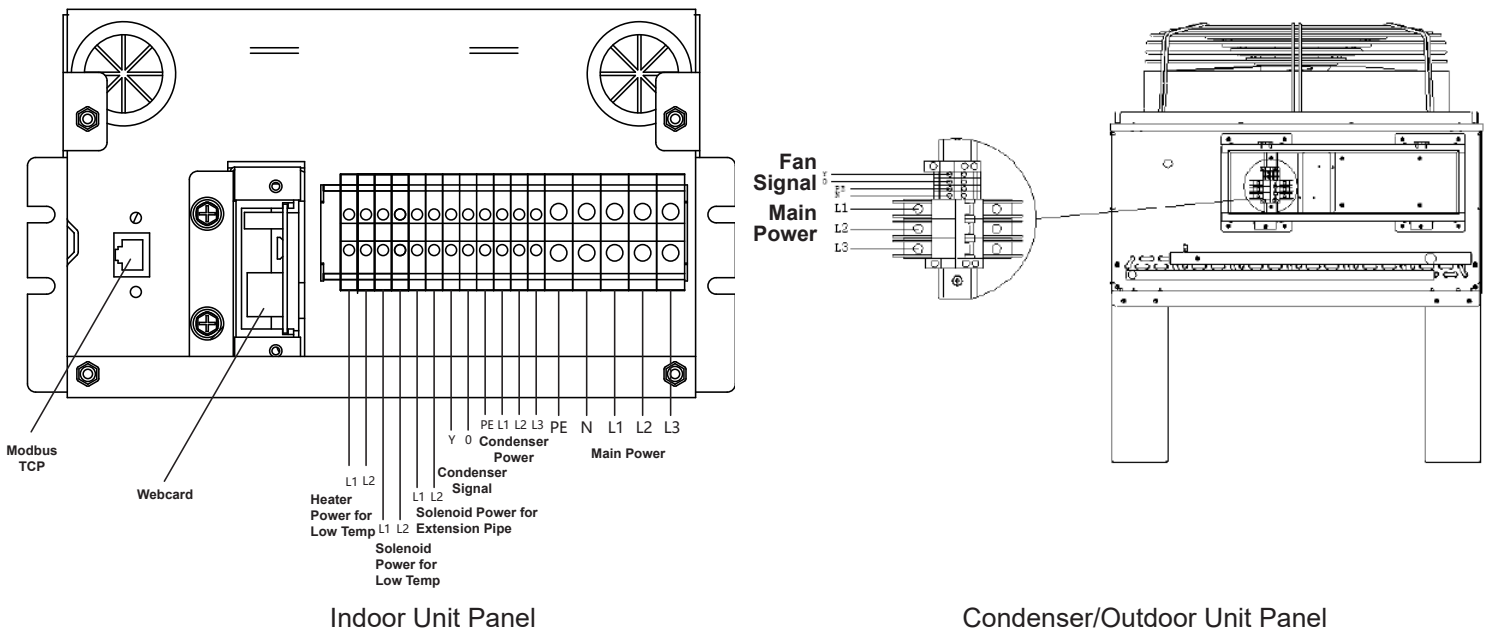 Modbus
TCP
Webcard
L1 L2
Heater
Power for
Low Temp
L1 L2
Solenoid
Power for
Low Temp
L1 L2
Solenoid Power for
Extension Pipe
Y 0
Condenser
Signal
PE L1 L2 L3
Condenser
Power
PE N L1 L2 L3
Main Power
Indoor Unit Panel
Fan
Signal
Y
0
Main
Power
L1
L2
L3
Condenser/Outdoor Unit Panel